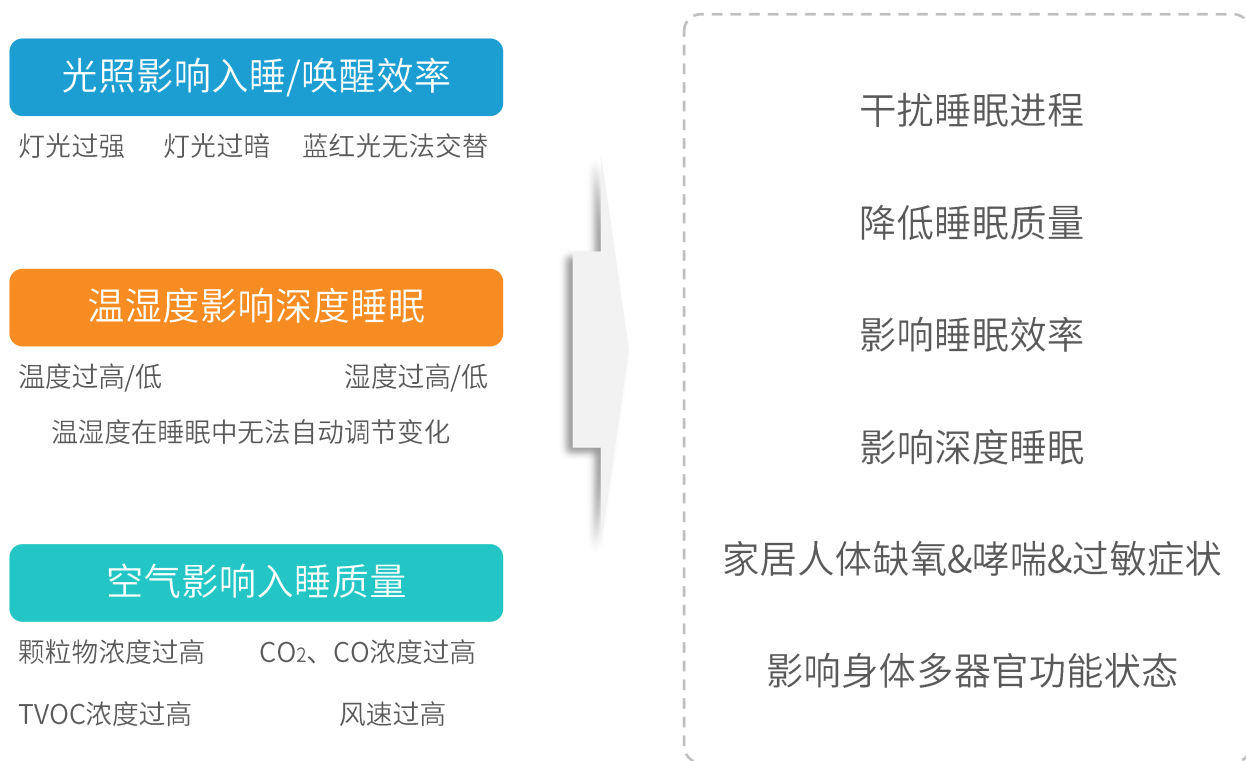 光照影响入睡/唤醒效率
灯光过强 灯光过暗 蓝红光无法交替
温湿度影响深度睡眠
温度过高/低 湿度过高/低
温湿度在睡眠中无法自动调节变化
空气影响入睡质量
颗粒物浓度过高 CO₂、CO浓度过高
TVOC浓度过高 风速过高
干扰睡眠进程
降低睡眠质量
影响睡眠效率
影响深度睡眠
家居人体缺氧&哮喘&过敏症状
影响身体多器官功能状态